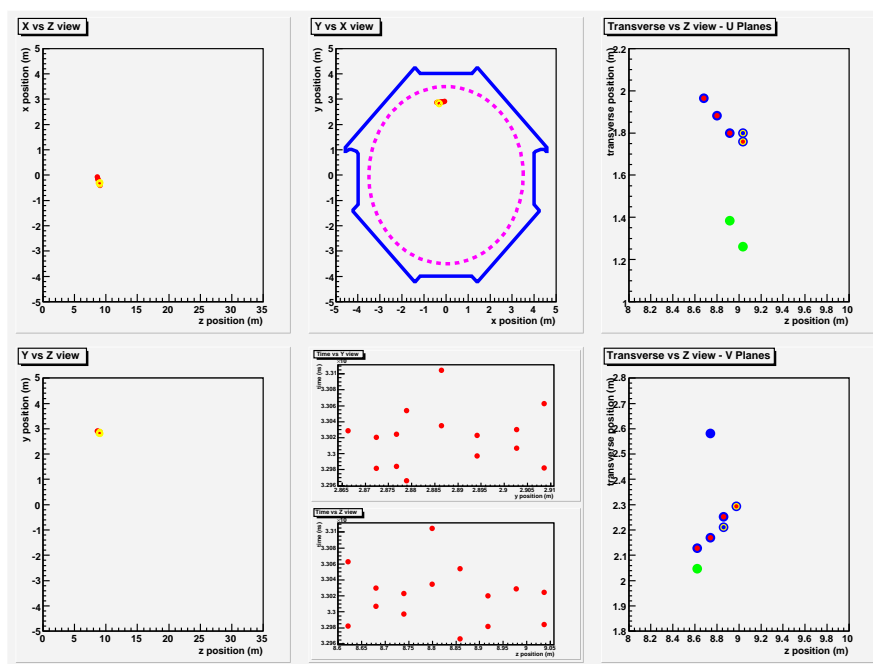 X vs Z view
x position (m)
5
4
3
2
1
0
-1
-2
-3
-4
-5
0 5 10 15 20 25 30 35
z position (m)
Y vs X view
y position (m)
5
4
3
2
1
0
-1
-2
-3
-4
-5
-5 -4 -3 -2 -1 0 1 2 3 4 5
x position (m)
Transverse vs Z view - U Planes
transverse position (m)
2.2
2
1.8
1.6
1.4
1.2
1
8 8.2 8.4 8.6 8.8 9 9.2 9.4 9.6 9.8 10
z position (m)
Y vs Z view
y position (m)
5
4
3
2
1
0
-1
-2
-3
-4
-5
0 5 10 15 20 25 30 35
z position (m)
Time vs Y view
time (ns)
3.31
3.308
3.306
3.304
3.302
3.3
3.298
3.296
2.865 2.87 2.875 2.88 2.885 2.89 2.895 2.9 2.905 2.91
y position (m)
Time vs Z view
time (ns)
3.31
3.308
3.306
3.304
3.302
3.3
3.298
3.296
8.6 8.65 8.7 8.75 8.8 8.85 8.9 8.95 9 9.05
z position (m)
Transverse vs Z view - V Planes
transverse position (m)
2.8
2.7
2.6
2.5
2.4
2.3
2.2
2.1
2
1.9
1.8
8 8.2 8.4 8.6 8.8 9 9.2 9.4 9.6 9.8 10
z position (m)